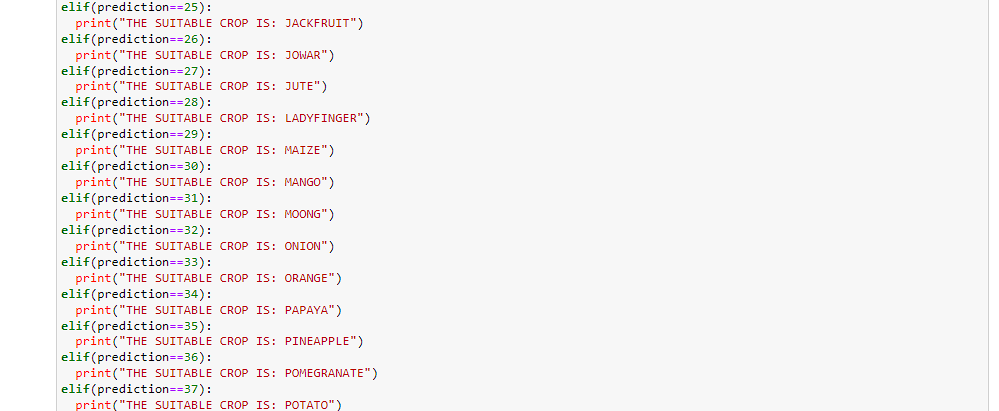 elif(prediction==25):
  print("THE SUITABLE CROP IS: JACKFRUIT")
elif(prediction==26):
  print("THE SUITABLE CROP IS: JOWAR")
elif(prediction==27):
  print("THE SUITABLE CROP IS: JUTE")
elif(prediction==28):
  print("THE SUITABLE CROP IS: LADYFINGER")
elif(prediction==29):
  print("THE SUITABLE CROP IS: MAIZE")
elif(prediction==30):
  print("THE SUITABLE CROP IS: MANGO")
elif(prediction==31):
  print("THE SUITABLE CROP IS: MOONG")
elif(prediction==32):
  print("THE SUITABLE CROP IS: ONION")
elif(prediction==33):
  print("THE SUITABLE CROP IS: ORANGE")
elif(prediction==34):
  print("THE SUITABLE CROP IS: PAPAYA")
elif(prediction==35):
  print("THE SUITABLE CROP IS: PINEAPPLE")
elif(prediction==36):
  print("THE SUITABLE CROP IS: POMEGRANATE")
elif(prediction==37):
  print("THE SUITABLE CROP IS: POTATO")